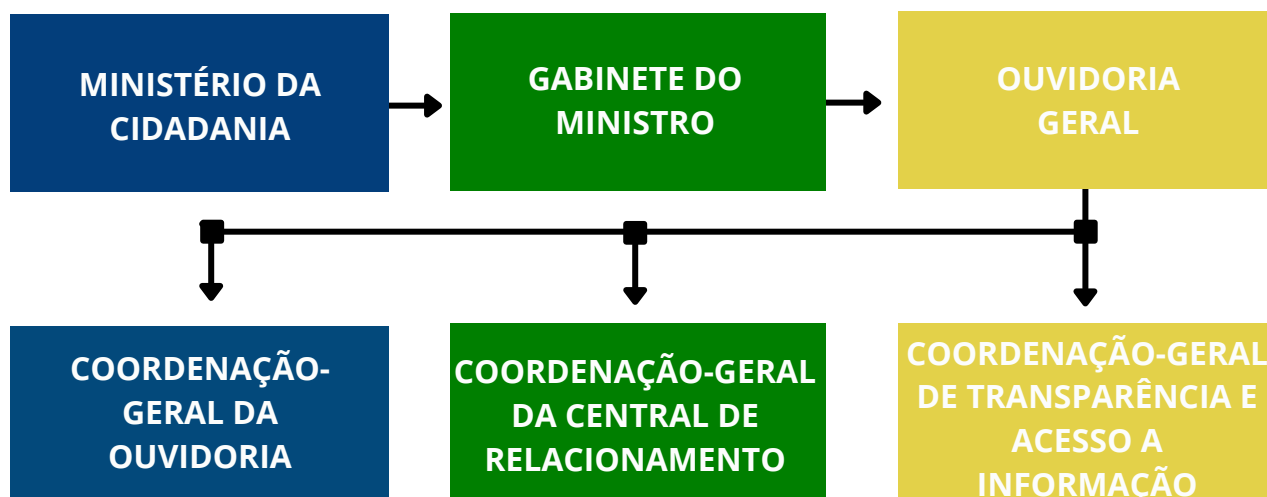 MINISTÉRIO DA
CIDADANIA
GABINETE DO
MINISTRO
OUVIDORIA
GERAL
COORDENAÇÃO-
GERAL DA
OUVIDORIA
COORDENAÇÃO-GERAL
DA CENTRAL DE
RELACIONAMENTO
COORDENAÇÃO-GERAL
DE TRANSPARÊNCIA E
ACESSO A
INFORMAÇÃO